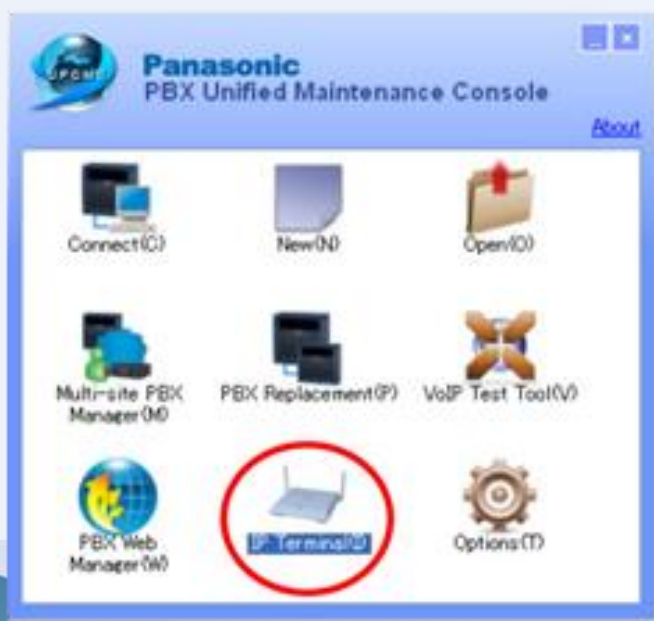 UPCMC
Panasonic
PBX Unified Maintenance Console
About
Connect(C)
New(N)
Open(O)
Multi-site PBX
Manager(M)
PBX Replacement(P)
VoIP Test Tool(V)
PBX Web
Manager(W)
IP Terminal(I)
Options(T)